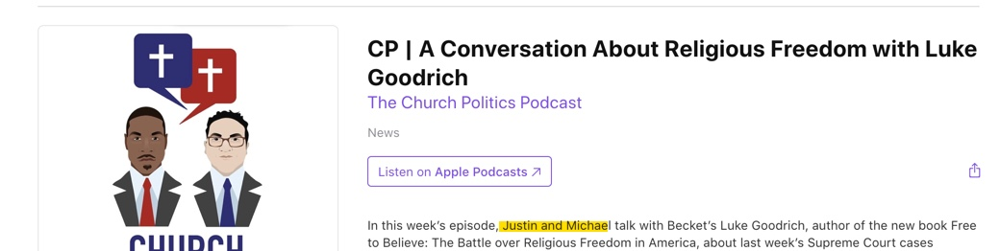 CP | A Conversation About Religious Freedom with Luke
Goodrich
The Church Politics Podcast
News
Listen on Apple Podcasts ↗
In this week's episode, Justin and Michael talk with Becket's Luke Goodrich, author of the new book Free
to Believe: The Battle over Religious Freedom in America, about last week's Supreme Court cases
CHURCH